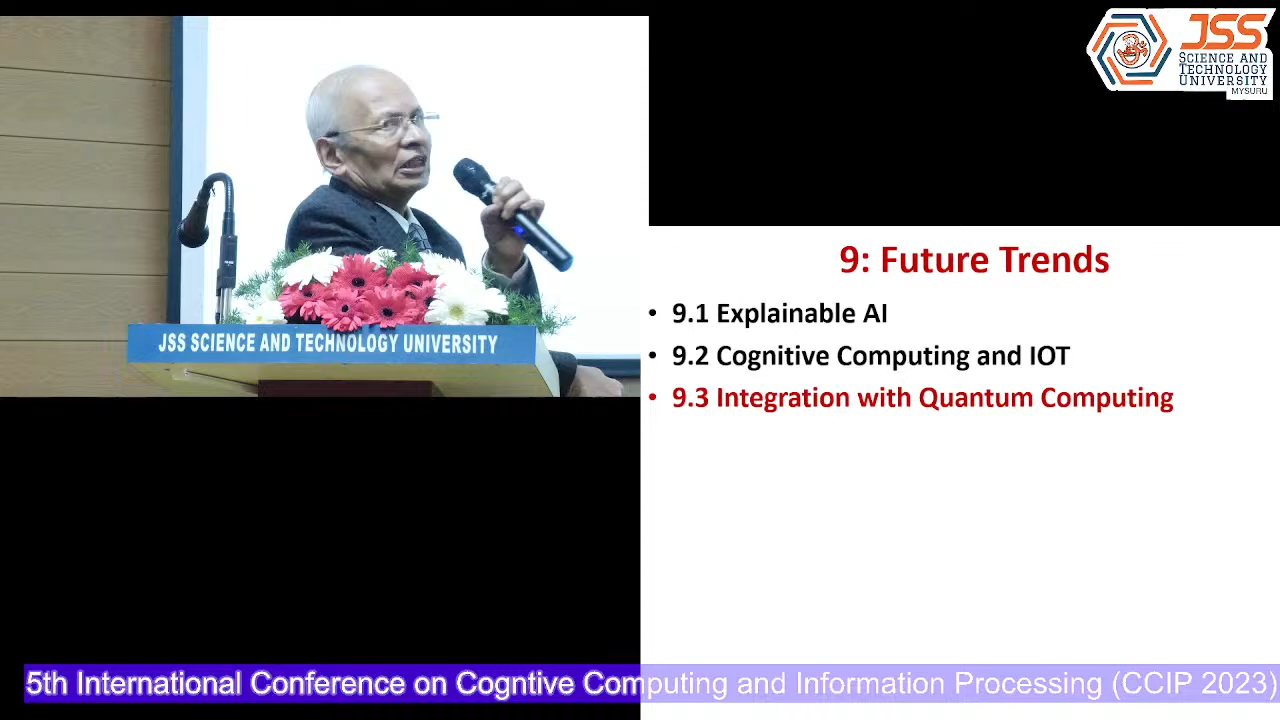 JSS
SCIENCE AND
TECHNOLOGY
UNIVERSITY
MYSURU
9: Future Trends
• 9.1 Explainable AI
• 9.2 Cognitive Computing and IOT
• 9.3 Integration with Quantum Computing
JSS SCIENCE AND TECHNOLOGY UNIVERSITY
5th International Conference on Cogntive Computing and Information Processing (CCIP 2023)